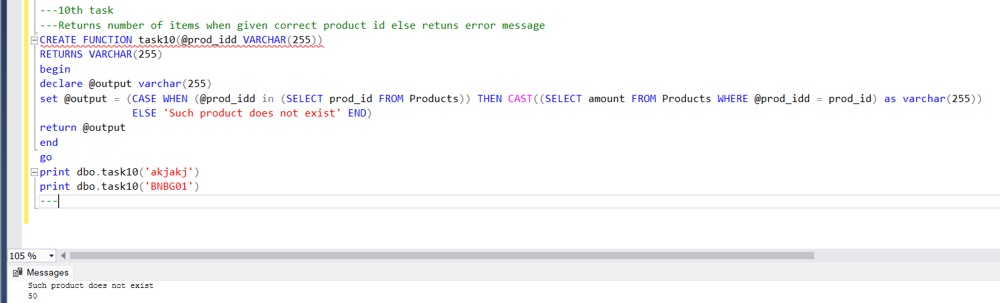 ---10th task
---Returns number of items when given correct product id else retuns error message
CREATE FUNCTION task10(@prod_idd VARCHAR(255))
RETURNS VARCHAR(255)
begin
declare @output varchar(255)
set @output = (CASE WHEN (@prod_idd in (SELECT prod_id FROM Products)) THEN CAST((SELECT amount FROM Products WHERE @prod_idd = prod_id) as varchar(255))
ELSE 'Such product does not exist' END)
return @output
end
go
print dbo.task10('akjakj')
print dbo.task10('BNBG01')
---
105 %
Messages
Such product does not exist
50